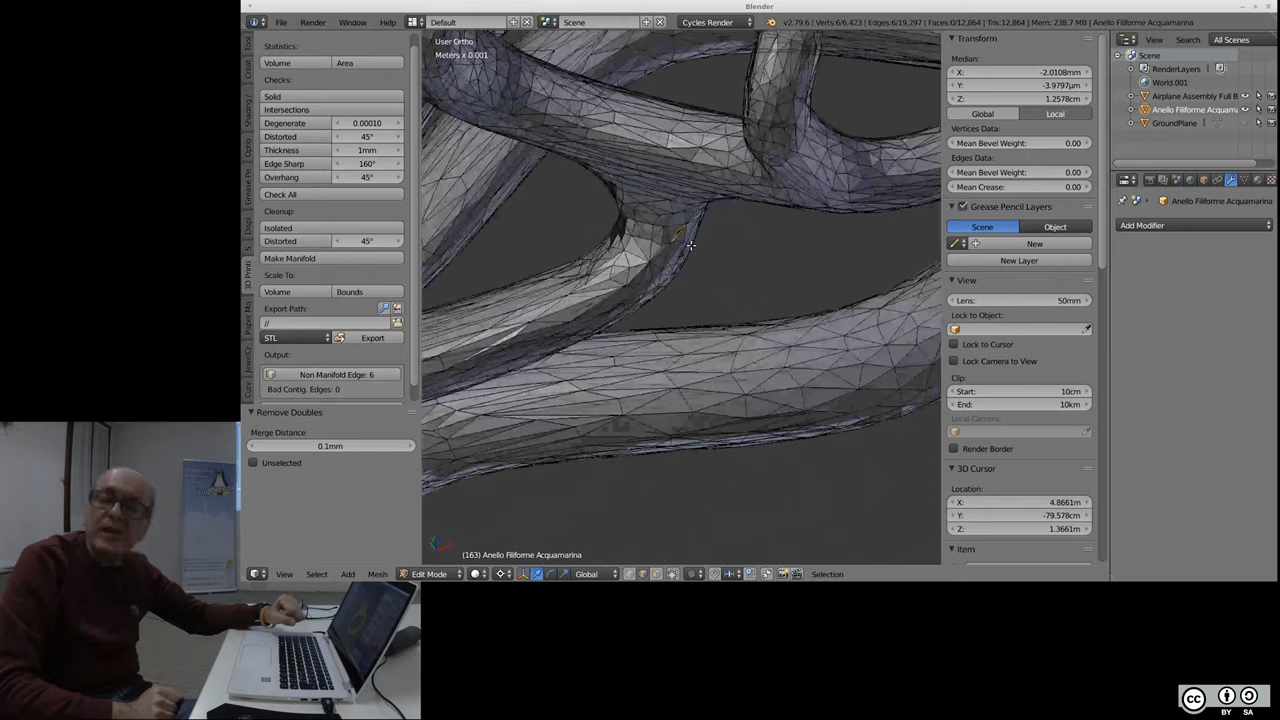 Blender
File Render Window Help Default Scene Cycles Render v2.79.6 | Verts:6/6,423 | Edges:6/19,297 | Faces:0/12,864 | Tris:12,864 | Mem: 238.7 MB | Anello Filiforme Acquamarina
Statistics:
Volume Area
Checks:
Solid
Intersections
Degenerate 0.00010
Distorted 45°
Thickness 1mm
Edge Sharp 160°
Overhang 45°
Check All
Cleanup:
Isolated
Distorted 45°
Make Manifold
Scale To:
Volume Bounds
Export Path:
//
STL Export
Output:
Non Manifold Edge: 6
Bad Contig. Edges: 0
Remove Doubles
Merge Distance
0.1mm
Unselected
User Ortho
Meters x 0.001
(163) Anello Filiforme Acquamarina
View Select Add Mesh Edit Mode Global Selection
Transform
Median:
X: -2.0108mm
Y: -3.9797µm
Z: 1.2578cm
Global Local
Vertices Data:
Mean Bevel Weight: 0.00
Edges Data:
Mean Bevel Weight: 0.00
Mean Crease: 0.00
Grease Pencil Layers
Scene Object
New
New Layer
View
Lens: 50mm
Lock to Object:
Lock to Cursor
Lock Camera to View
Clip:
Start: 10cm
End: 10km
Local Camera:
Render Border
3D Cursor
Location:
X: 4.8661m
Y: -79.578cm
Z: 1.3661m
Item
View Search All Scenes
Scene
RenderLayers
World.001
Airplane Assembly Full B
Anello Filiforme Acquama
GroundPlane
Anello Filiforme Acquamarina
Add Modifier
CC BY SA